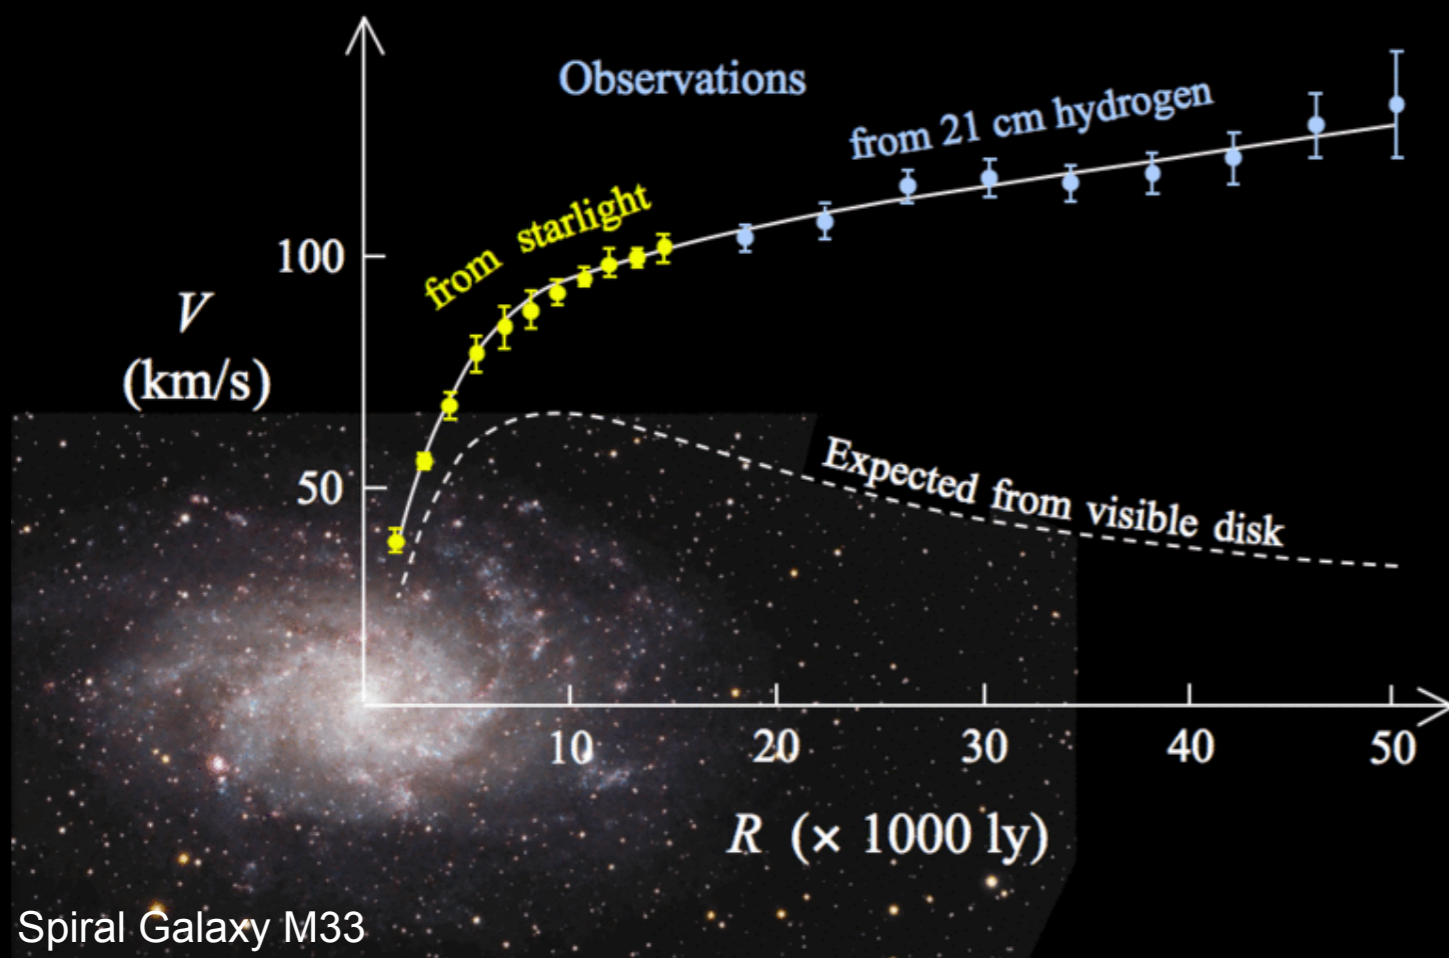 Observations
from 21 cm hydrogen
from starlight
100
V
(km/s)
50
Expected from visible disk
10
20
30
40
50
R (× 1000 ly)
Spiral Galaxy M33